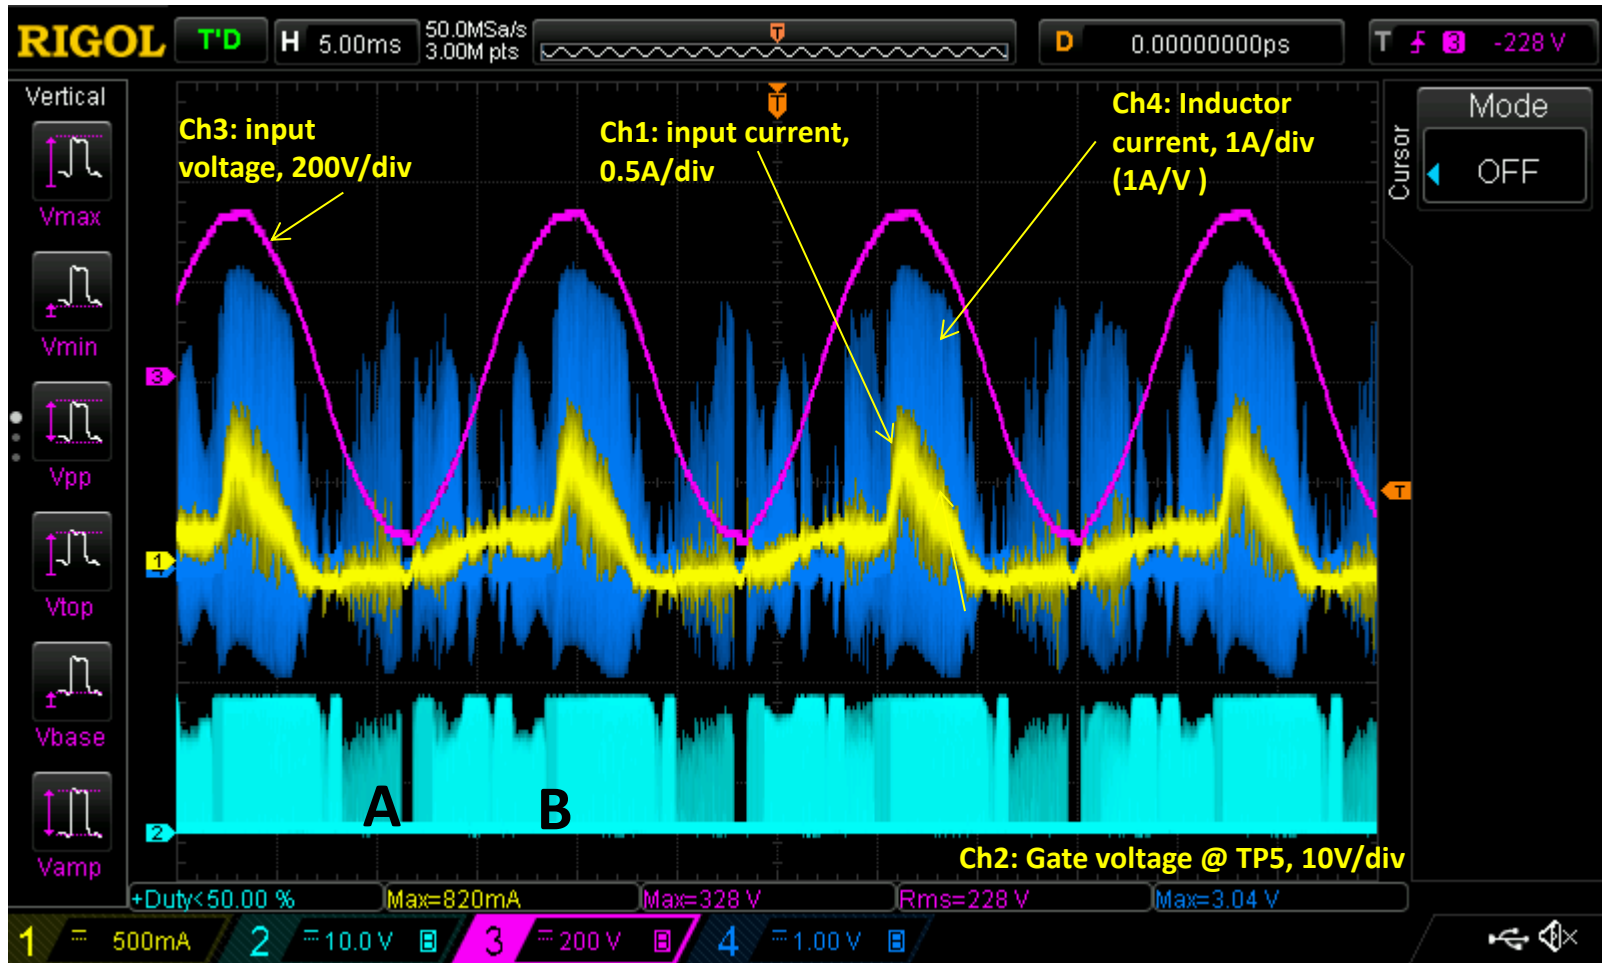 RIGOL
T'D
H 5.00ms
50.0MSa/s
3.00M pts
T
D 0.00000000ps
T 3 -228 V
Vertical
Vmax
Vmin
Vpp
Vtop
Vbase
Vamp
Ch3: input
voltage, 200V/div
Ch1: input current,
0.5A/div
Ch4: Inductor
current, 1A/div
(1A/V )
T
Cursor
Mode
OFF
3
T
1
2
A
B
Ch2: Gate voltage @ TP5, 10V/div
+Duty<50.00 %
Max=820mA
Max=328 V
Rms=228 V
Max=3.04 V
1 500mA
2 10.0 V B
3 200 V B
4 1.00 V B